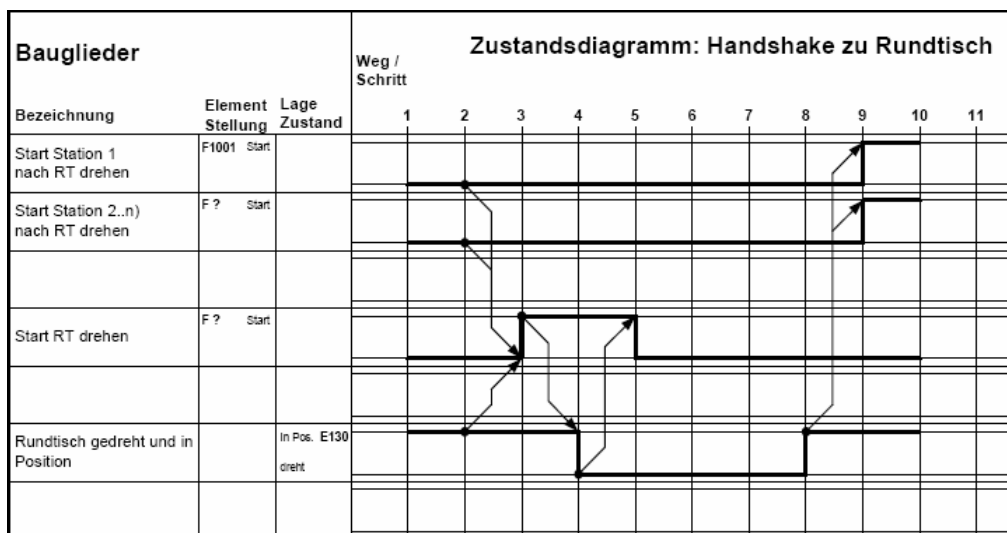 Bauglieder
Weg /
Schritt
Zustandsdiagramm: Handshake zu Rundtisch
Bezeichnung
Element
Stellung
Lage
Zustand
1 2 3 4 5 6 7 8 9 10 11
Start Station 1
nach RT drehen
F1001 Start
Start Station 2..n)
nach RT drehen
F ? Start
Start RT drehen
F ? Start
Rundtisch gedreht und in
Position
In Pos. E130
dreht